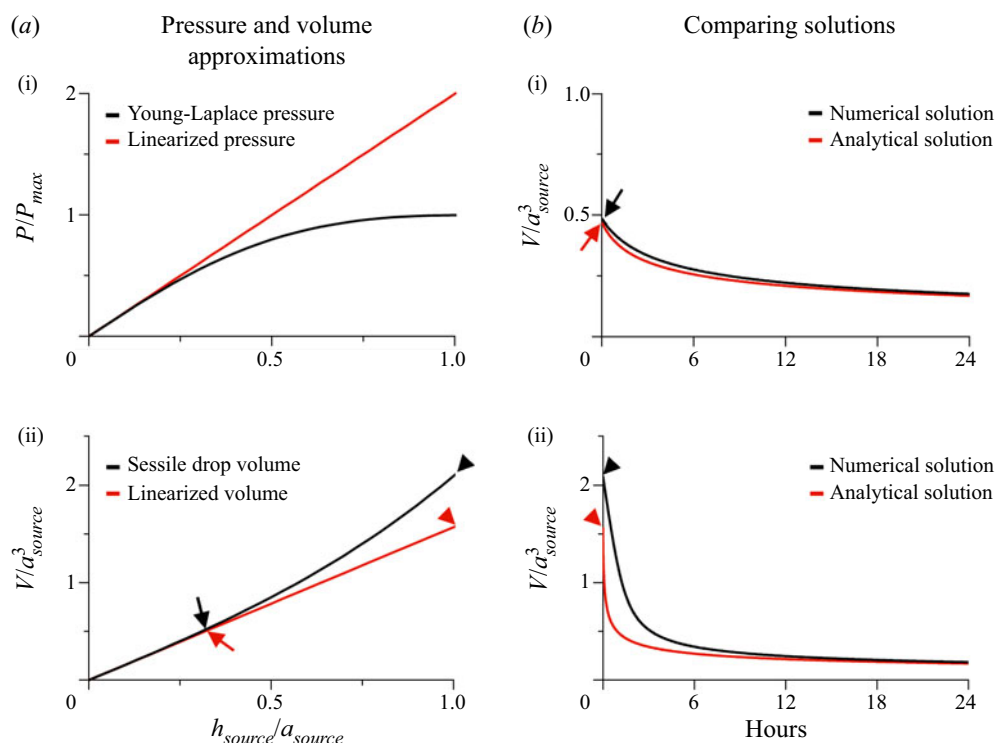 (a)
Pressure and volume
approximations
(i)
2
1
0
0.5
1.0
P/Pmax
Young-Laplace pressure
Linearized pressure
(ii)
2
1
0
0.5
1.0
V/a³source
Sessile drop volume
Linearized volume
hsource/asource
(b)
Comparing solutions
(i)
1.0
0.5
0
6
12
18
24
V/a³source
Numerical solution
Analytical solution
(ii)
2
1
0
6
12
18
24
V/a³source
Numerical solution
Analytical solution
Hours